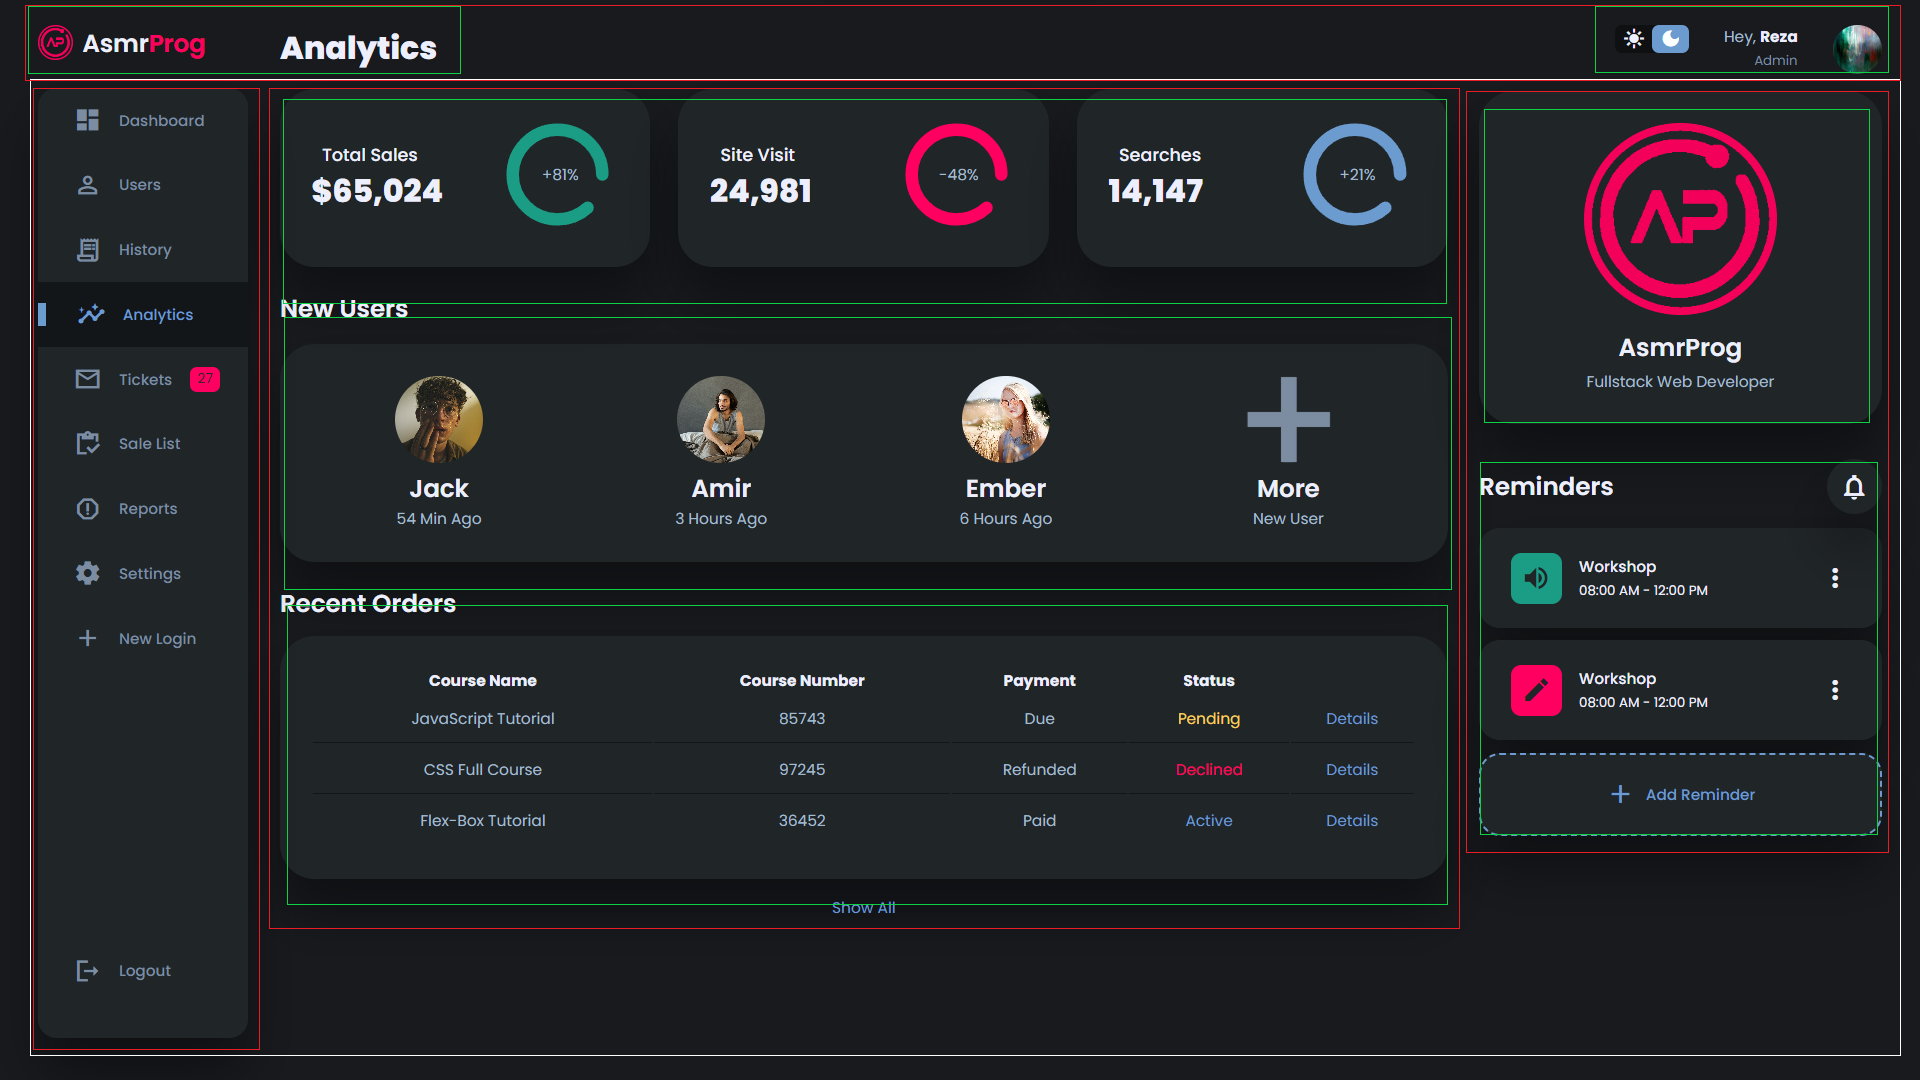 AP AsmrProg
Analytics
Hey, Reza
Admin
Dashboard
Users
History
Analytics
Tickets 27
Sale List
Reports
Settings
New Login
Logout
Total Sales
$65,024
+81%
Site Visit
24,981
-48%
Searches
14,147
+21%
New Users
Jack
54 Min Ago
Amir
3 Hours Ago
Ember
6 Hours Ago
More
New User
Recent Orders
Course Name Course Number Payment Status
JavaScript Tutorial 85743 Due Pending Details
CSS Full Course 97245 Refunded Declined Details
Flex-Box Tutorial 36452 Paid Active Details
Show All
AP
AsmrProg
Fullstack Web Developer
Reminders
Workshop
08:00 AM - 12:00 PM
Workshop
08:00 AM - 12:00 PM
Add Reminder